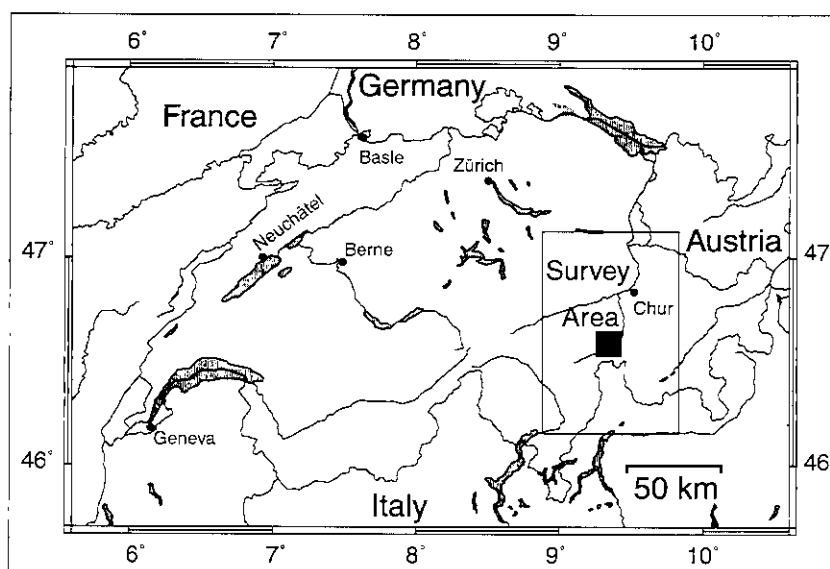 6° 7° 8° 9° 10°
Germany
France
Basle
Zürich
Neuchâtel
47° 47°
Berne
Austria
Survey
Area
Chur
Geneva
46° 46°
50 km
Italy
6° 7° 8° 9° 10°